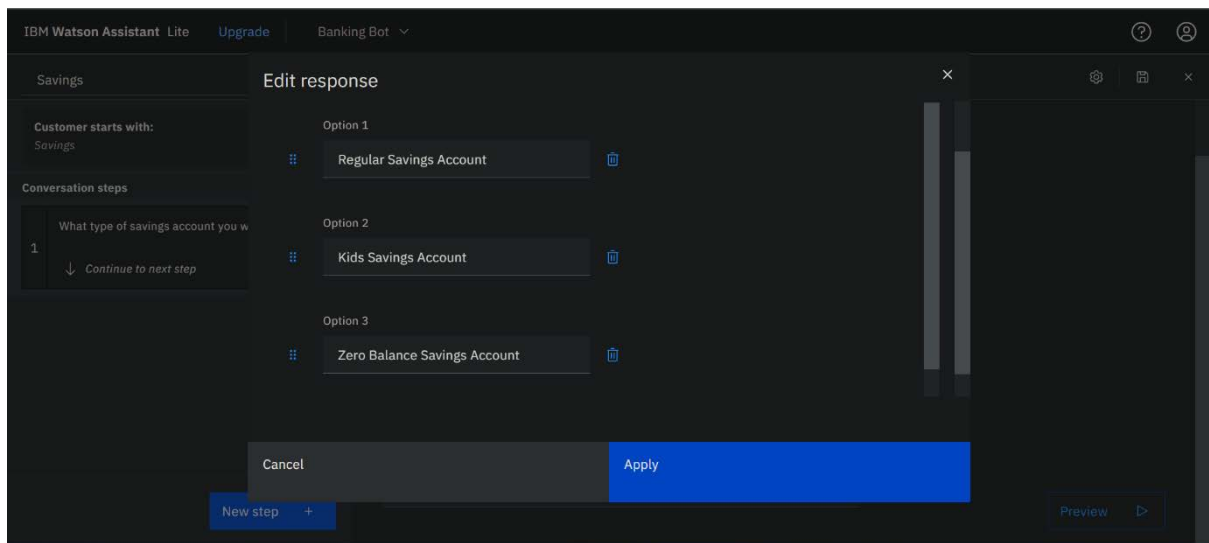 IBM Watson Assistant Lite Upgrade Banking Bot
Savings
Edit response
Customer starts with:
Savings
Conversation steps
1
What type of savings account you w
Continue to next step
Option 1
Regular Savings Account
Option 2
Kids Savings Account
Option 3
Zero Balance Savings Account
Cancel
Apply
New step +
Preview